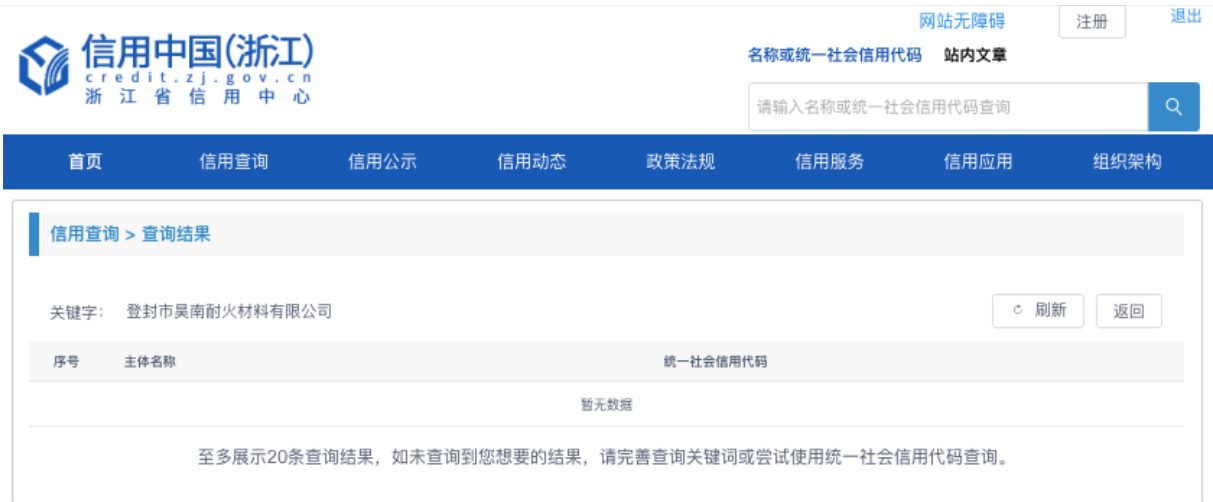 网站无障碍 注册 退出
信用中国(浙江)
credit.zj.gov.cn
浙江省信用中心
名称或统一社会信用代码 站内文章
请输入名称或统一社会信用代码查询
首页 信用查询 信用公示 信用动态 政策法规 信用服务 信用应用 组织架构
信用查询 > 查询结果
关键字: 登封市昊南耐火材料有限公司 刷新 返回
序号 主体名称 统一社会信用代码
暂无数据
至多展示20条查询结果，如未查询到您想要的结果，请完善查询关键词或尝试使用统一社会信用代码查询。